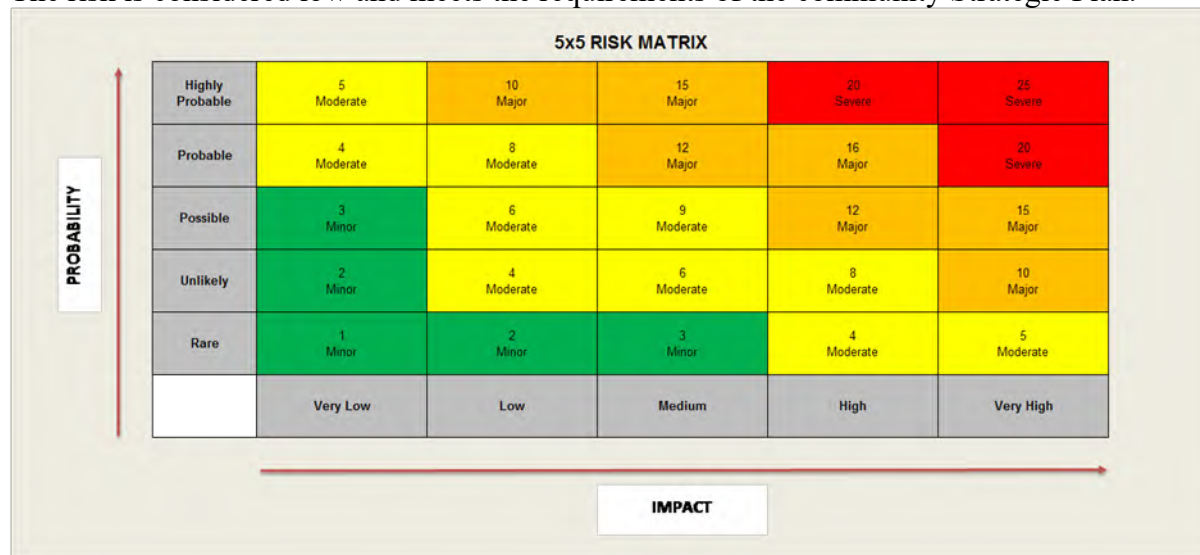 The risk is considered low and meets the requirements of the community Strategic Plan.
5x5 RISK MATRIX
Highly
Probable
5
Moderate
10
Major
15
Major
20
Severe
25
Severe
Probable
4
Moderate
8
Moderate
12
Major
16
Major
20
Severe
PROBABILITY
Possible
3
Minor
6
Moderate
9
Moderate
12
Major
15
Major
Unlikely
2
Minor
4
Moderate
6
Moderate
8
Moderate
10
Major
Rare
1
Minor
2
Minor
3
Minor
4
Moderate
5
Moderate
Very Low
Low
Medium
High
Very High
IMPACT